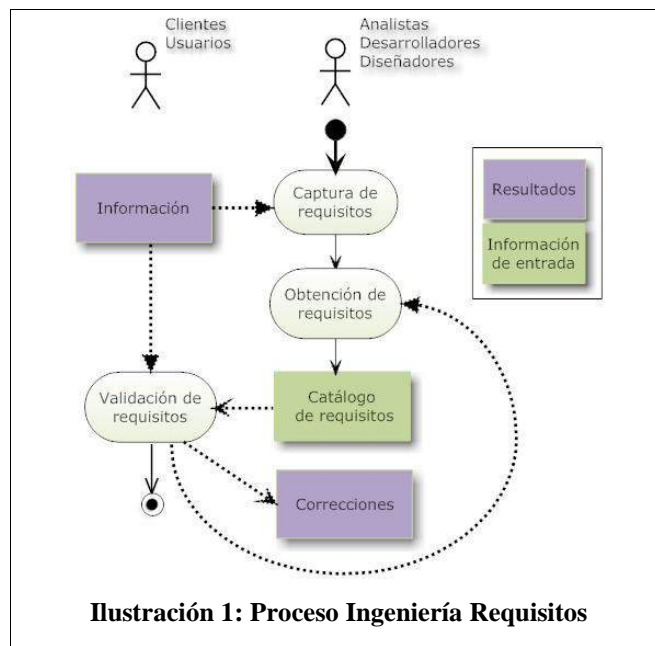 Clientes
Usuarios
Analistas
Desarrolladores
Diseñadores
Información
Captura de
requisitos
Resultados
Información
de entrada
Obtención de
requisitos
Validación de
requisitos
Catálogo
de requisitos
Correcciones
Ilustración 1: Proceso Ingeniería Requisitos